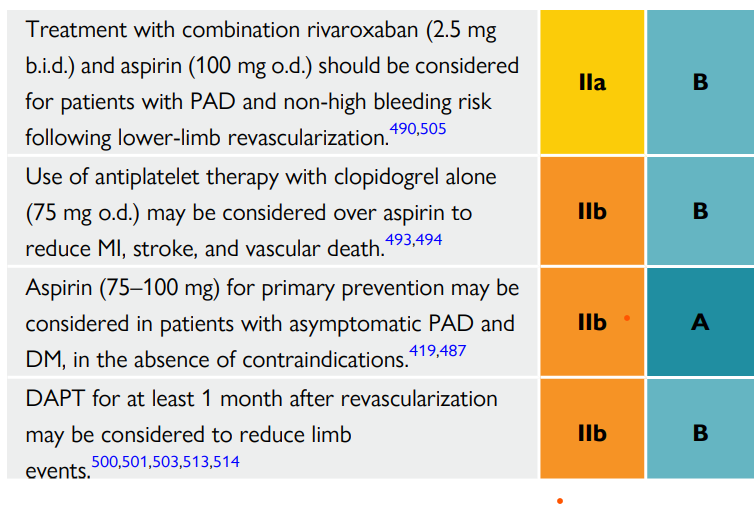 Treatment with combination rivaroxaban (2.5 mg
b.i.d.) and aspirin (100 mg o.d.) should be considered
for patients with PAD and non-high bleeding risk
following lower-limb revascularization.490,505
IIa
B
Use of antiplatelet therapy with clopidogrel alone
(75 mg o.d.) may be considered over aspirin to
reduce MI, stroke, and vascular death.493,494
IIb
B
Aspirin (75–100 mg) for primary prevention may be
considered in patients with asymptomatic PAD and
DM, in the absence of contraindications.419,487
IIb
A
DAPT for at least 1 month after revascularization
may be considered to reduce limb
events.500,501,503,513,514
IIb
B